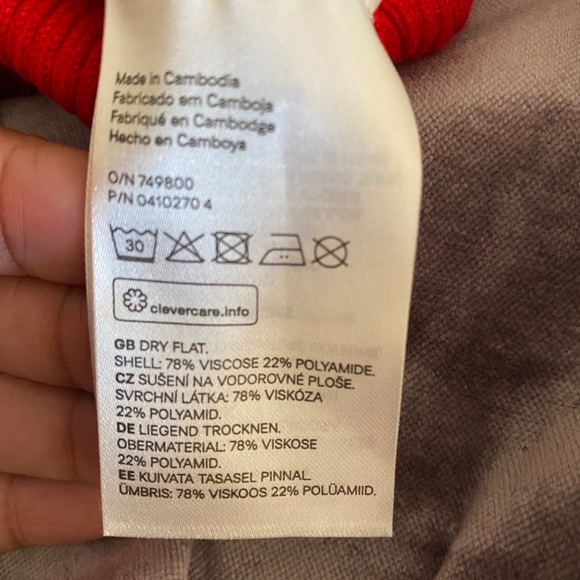 Made in Cambodia
Fabricado em Camboja
Fabriqué en Cambodge
Hecho en Camboya
O/N 749800
P/N 0410270 4
30
clevercare.info
GB DRY FLAT.
SHELL: 78% VISCOSE 22% POLYAMIDE.
CZ SUŠENÍ NA VODOROVNÉ PLOŠE.
SVRCHNÍ LÁTKA: 78% VISKÓZA
22% POLYAMID.
DE LIEGEND TROCKNEN.
OBERMATERIAL: 78% VISKOSE
22% POLYAMID.
EE KUIVATA TASASEL PINNAL.
ÜMBRIS: 78% VISKOOS 22% POLÜAMIID.